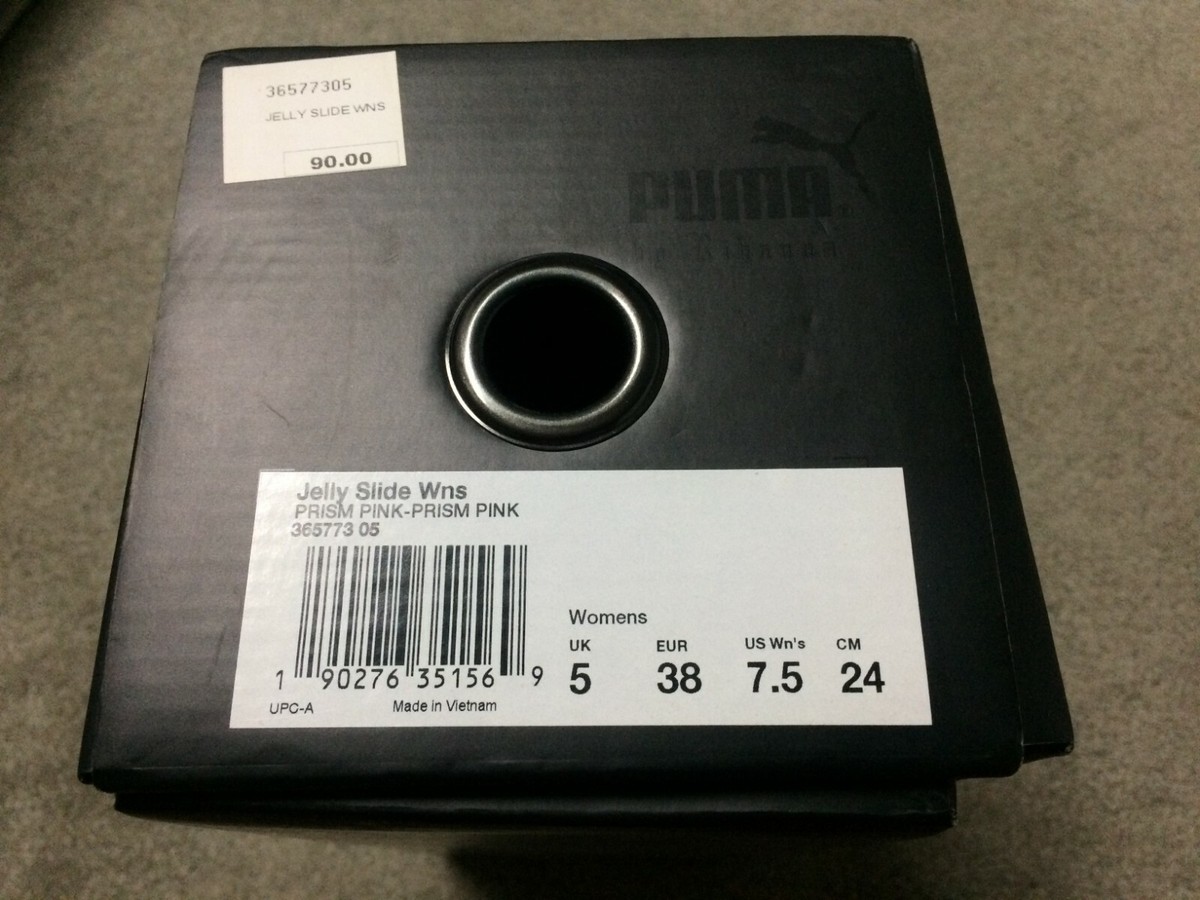 36577305
JELLY SLIDE WNS
90.00
PUMA
Jelly Slide Wns
PRISM PINK-PRISM PINK
365773 05
1 90276 35156 9
UPC-A Made in Vietnam
Womens
UK EUR US Wn's CM
5 38 7.5 24